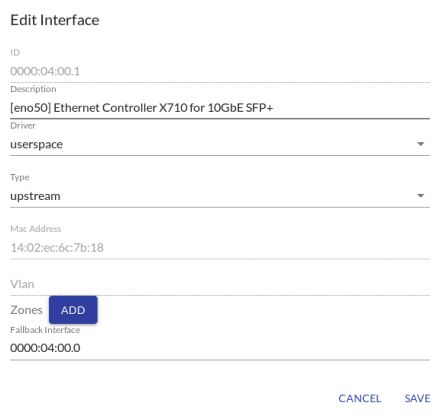 Edit Interface
ID
0000:04:00.1
Description
[eno50] Ethernet Controller X710 for 10GbE SFP+
Driver
userspace
Type
upstream
Mac Address
14:02:ec:6c:7b:18
Vlan
Zones ADD
Fallback Interface
0000:04:00.0
CANCEL SAVE